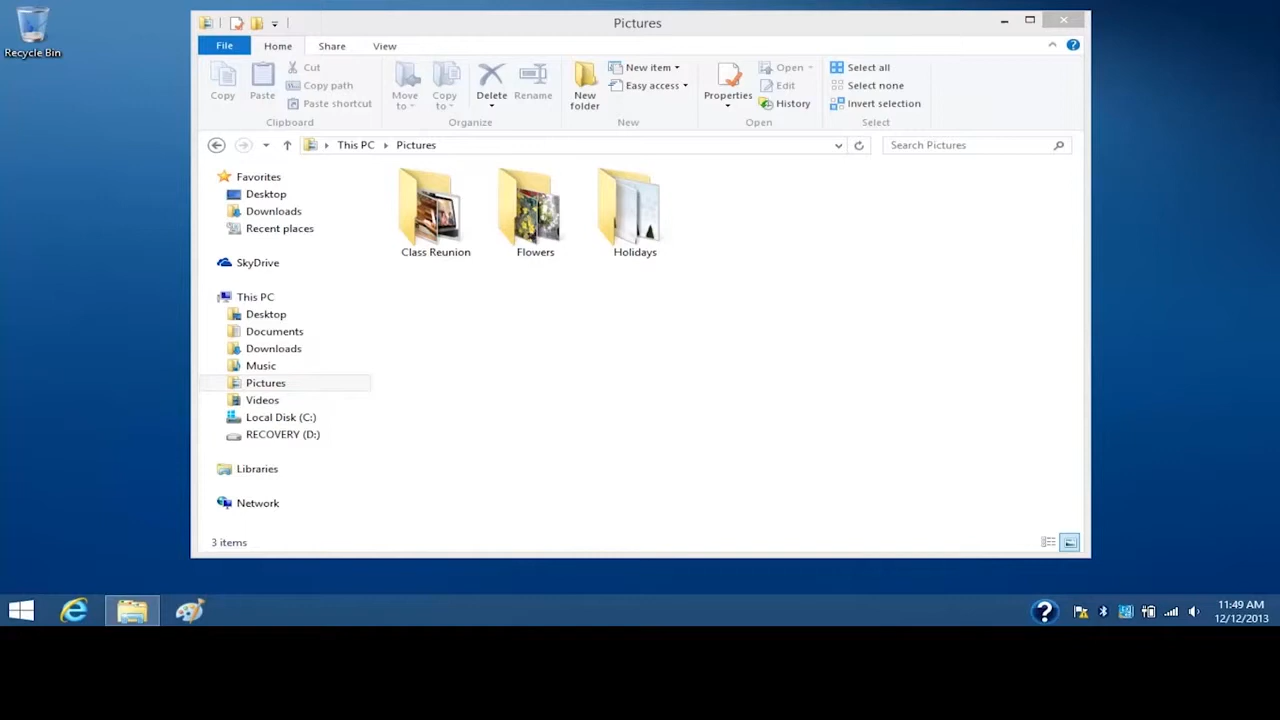 Recycle Bin
Pictures
File Home Share View
Copy
Paste
Cut
Copy path
Paste shortcut
Clipboard
Move to
Copy to
Delete
Rename
Organize
New folder
New item
Easy access
New
Properties
Open
Edit
History
Open
Select all
Select none
Invert selection
Select
This PC Pictures
Search Pictures
Favorites
Desktop
Downloads
Recent places
SkyDrive
This PC
Desktop
Documents
Downloads
Music
Pictures
Videos
Local Disk (C:)
RECOVERY (D:)
Libraries
Network
Class Reunion
Flowers
Holidays
3 items
11:49 AM
12/12/2013